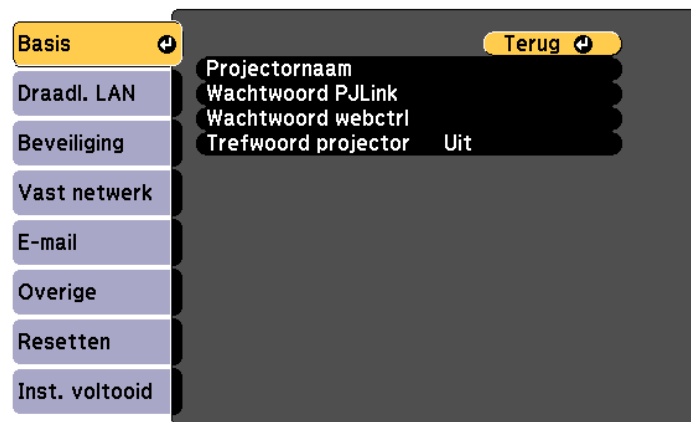 Basis
Draadl. LAN
Beveiliging
Vast netwerk
E-mail
Overige
Resetten
Inst. voltooid
Terug
Projectornaam
Wachtwoord PJLink
Wachtwoord webctrl
Trefwoord projector Uit